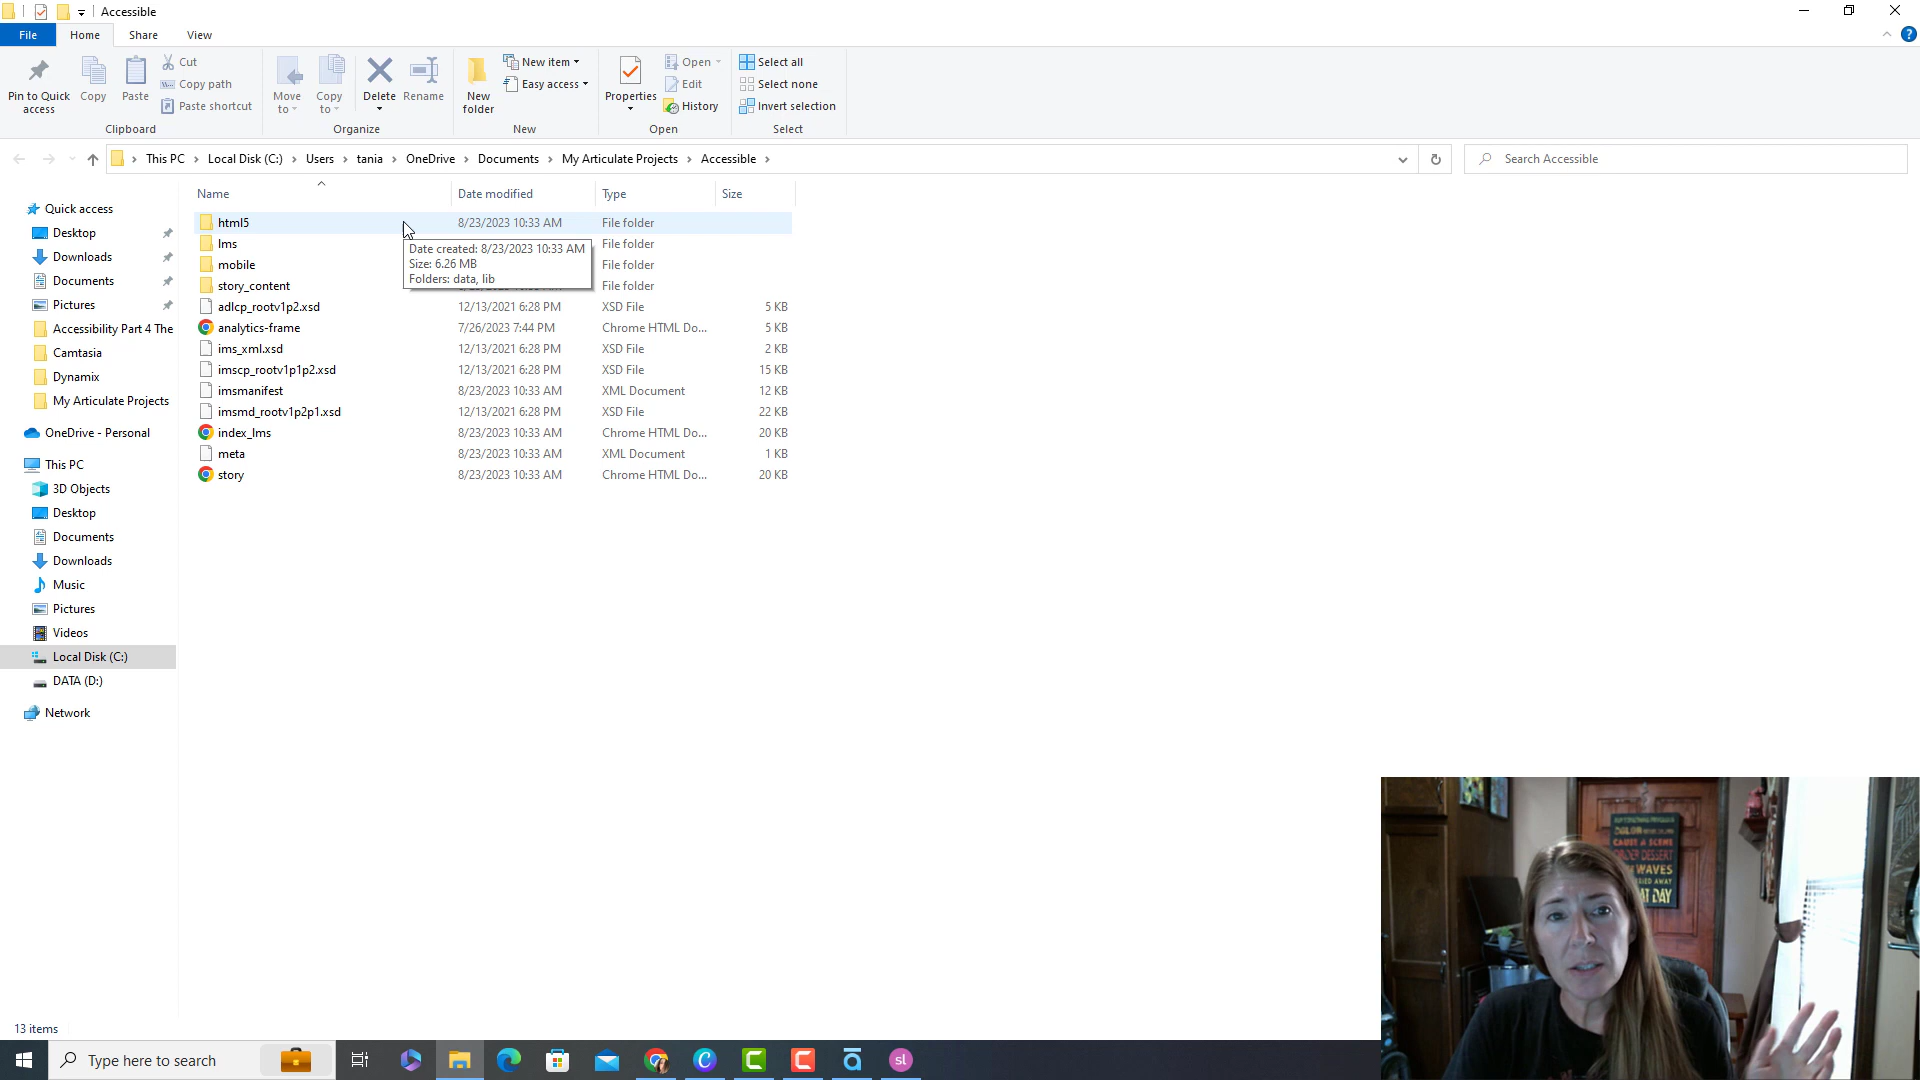 Accessible
File Home Share View
Pin to Quick access
Copy
Paste
Cut
Copy path
Paste shortcut
Clipboard
Move to
Copy to
Delete
Rename
Organize
New folder
New item
Easy access
New
Properties
Open
Edit
History
Open
Select all
Select none
Invert selection
Select
This PC > Local Disk (C:) > Users > tania > OneDrive > Documents > My Articulate Projects > Accessible >
Search Accessible
Name Date modified Type Size
html5 8/23/2023 10:33 AM File folder
lms File folder
mobile File folder
story_content File folder
Date created: 8/23/2023 10:33 AM
Size: 6.26 MB
Folders: data, lib
adlcp_rootv1p2.xsd 12/13/2021 6:28 PM XSD File 5 KB
analytics-frame 7/26/2023 7:44 PM Chrome HTML Do... 5 KB
ims_xml.xsd 12/13/2021 6:28 PM XSD File 2 KB
imscp_rootv1p1p2.xsd 12/13/2021 6:28 PM XSD File 15 KB
imsmanifest 8/23/2023 10:33 AM XML Document 12 KB
imsmd_rootv1p2p1.xsd 12/13/2021 6:28 PM XSD File 22 KB
index_lms 8/23/2023 10:33 AM Chrome HTML Do... 20 KB
meta 8/23/2023 10:33 AM XML Document 1 KB
story 8/23/2023 10:33 AM Chrome HTML Do... 20 KB
Quick access
Desktop
Downloads
Documents
Pictures
Accessibility Part 4 The
Camtasia
Dynamix
My Articulate Projects
OneDrive - Personal
This PC
3D Objects
Desktop
Documents
Downloads
Music
Pictures
Videos
Local Disk (C:)
DATA (D:)
Network
13 items
CAUSE A SCENE
ORDER DESSERT
WAVES
AWAY
AT DAY
Type here to search
sl